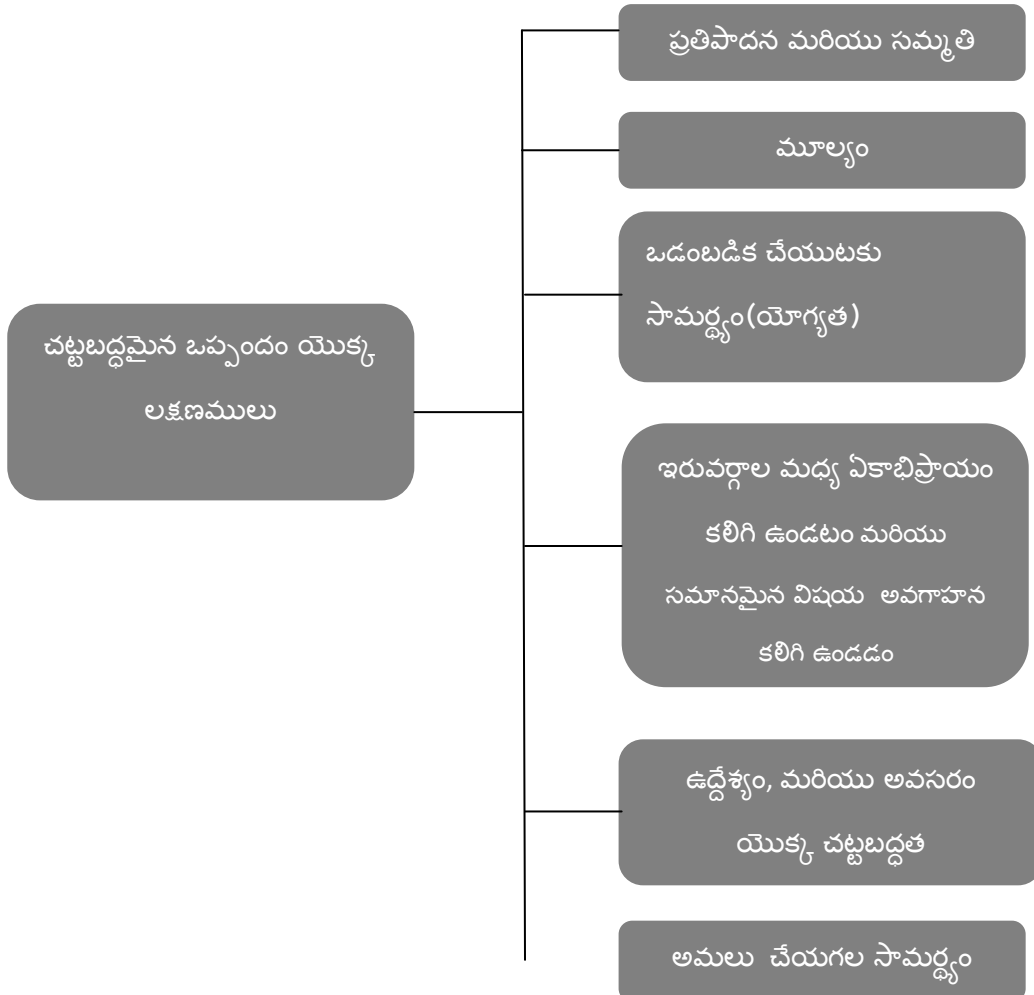 చట్టబద్ధమైన ఒప్పందం యొక్క
లక్షణములు
ప్రతిపాదన మరియు సమ్మతి
మూల్యం
ఒడంబడిక చేయుటకు
సామర్థ్యం(యోగ్యత)
ఇరువర్గాల మధ్య ఏకాభిప్రాయం
కలిగి ఉండటం మరియు
సమానమైన విషయ అవగాహన
కలిగి ఉండడం
ఉద్దేశ్యం, మరియు అవసరం
యొక్క చట్టబద్ధత
అమలు చేయగల సామర్థ్యం